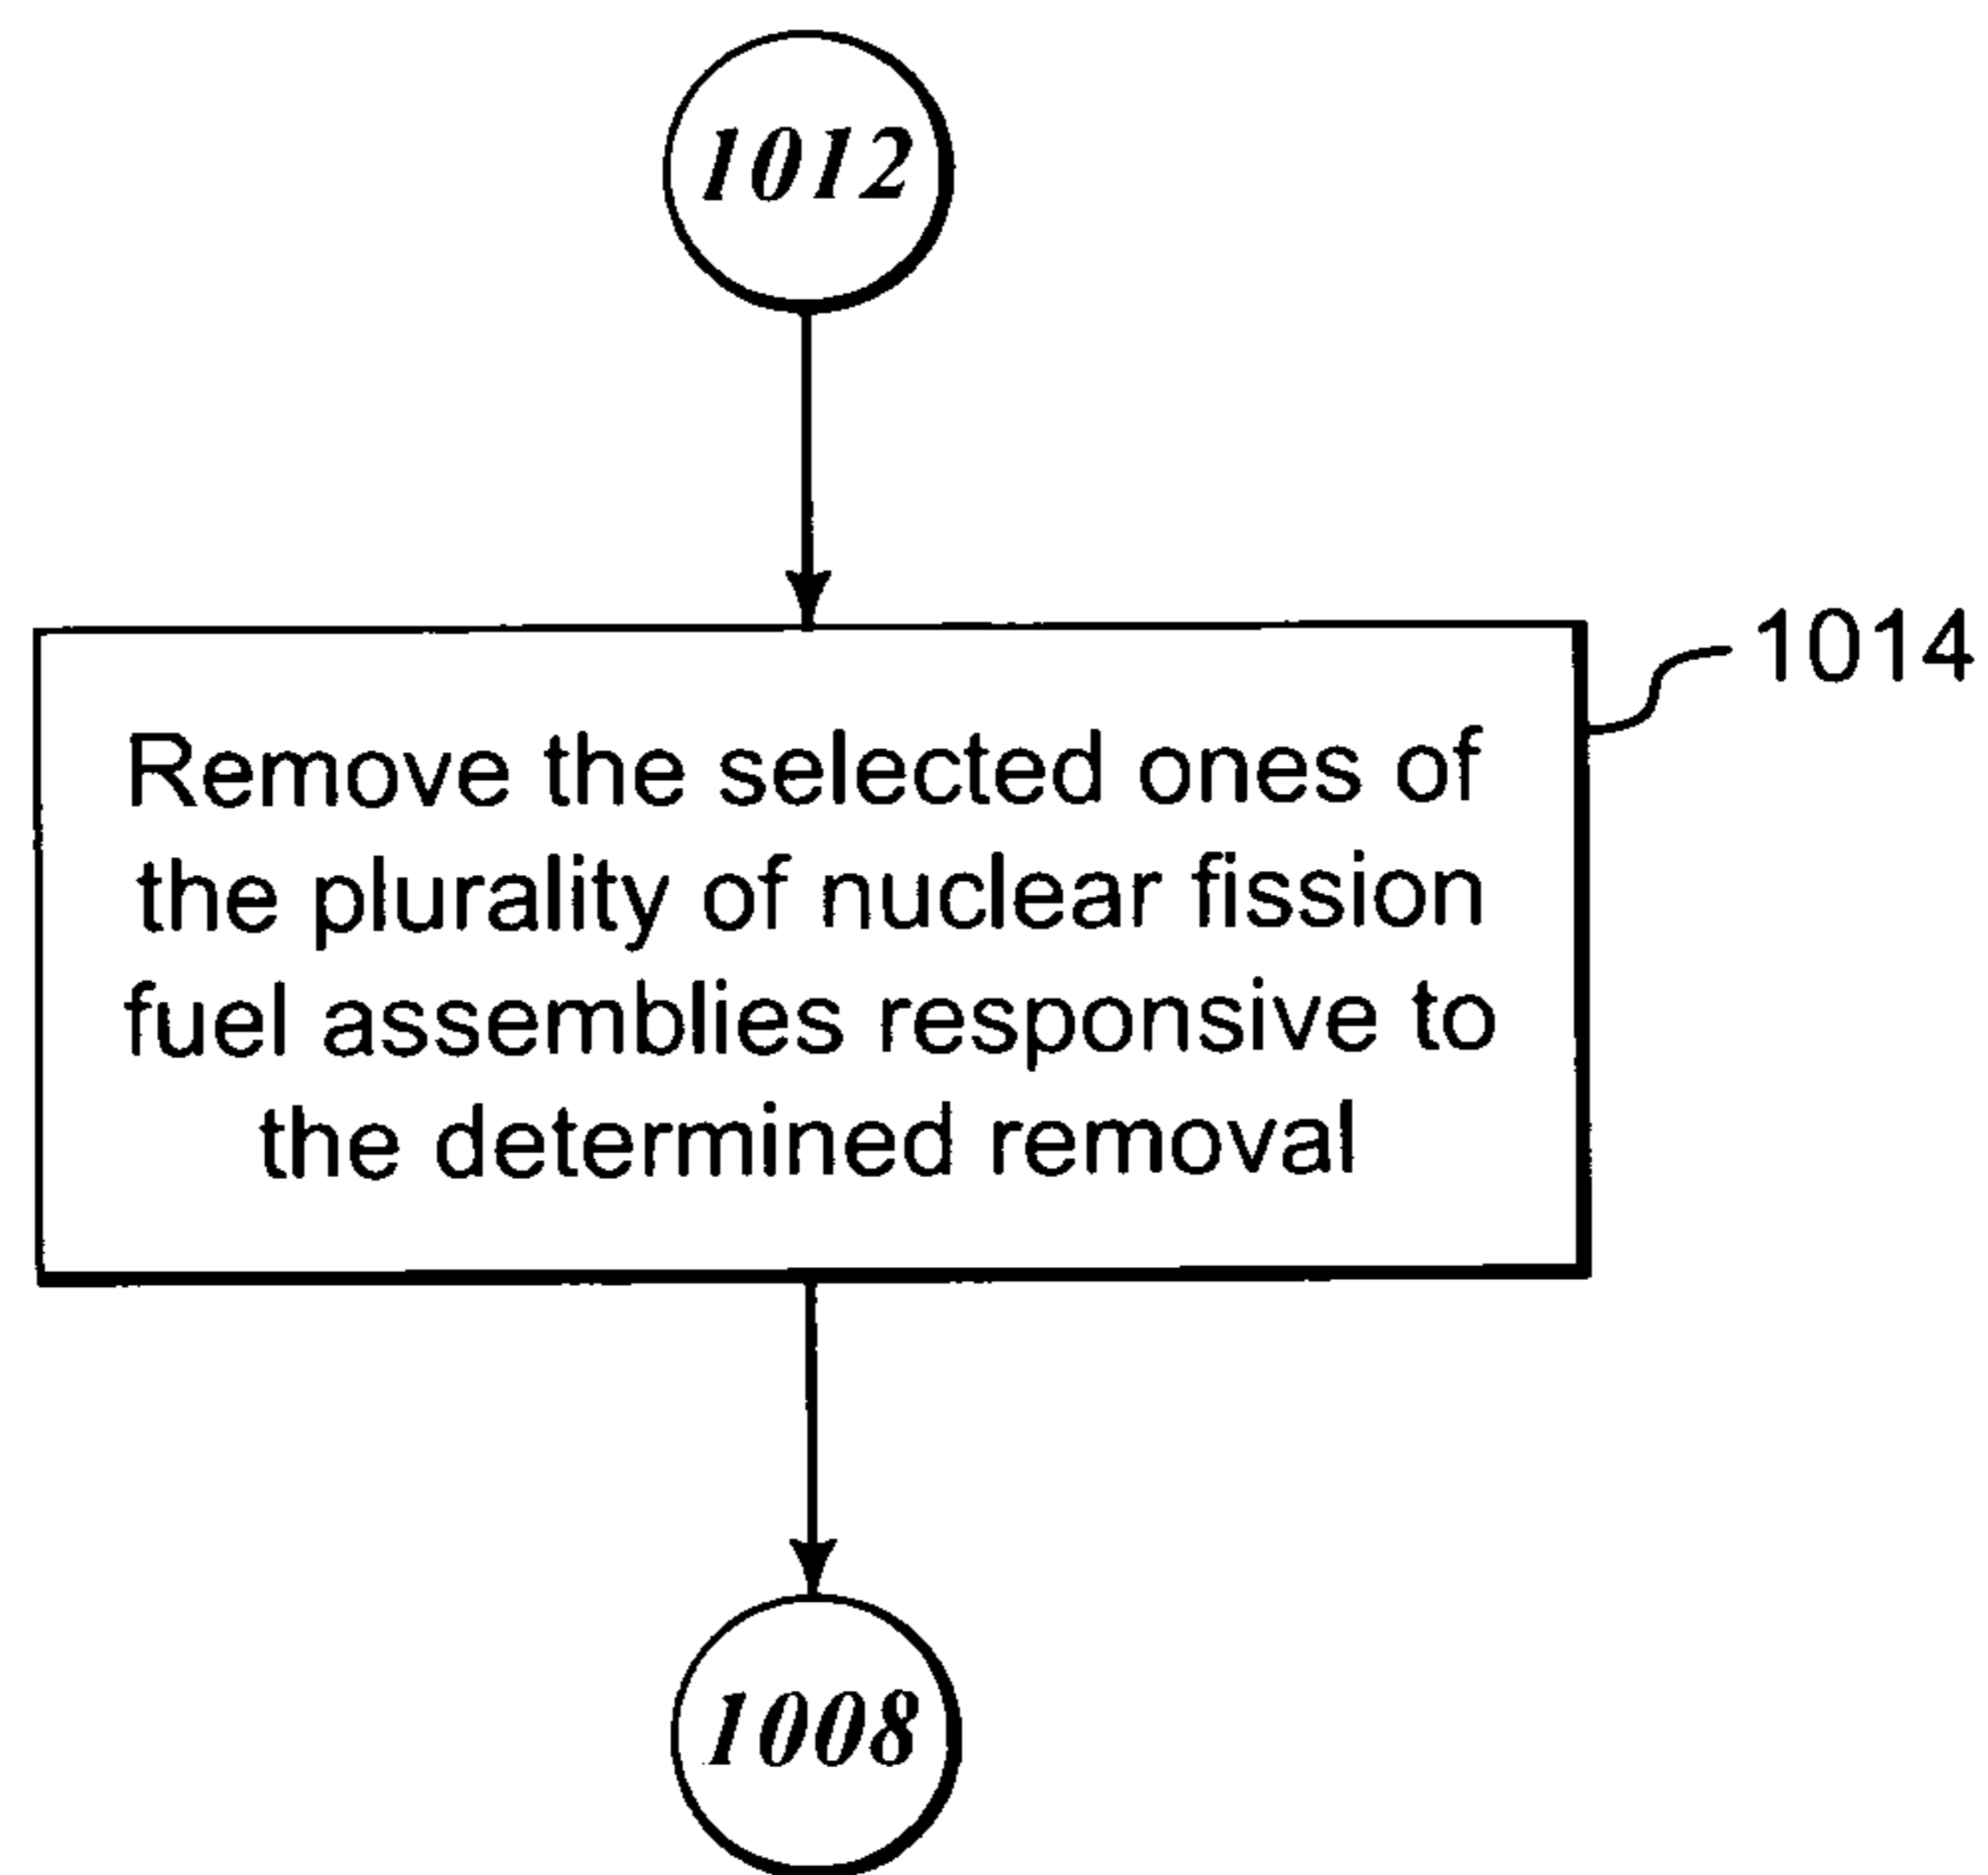 1012
1014
Remove the selected ones of
the plurality of nuclear fission
fuel assemblies responsive to
the determined removal
1008